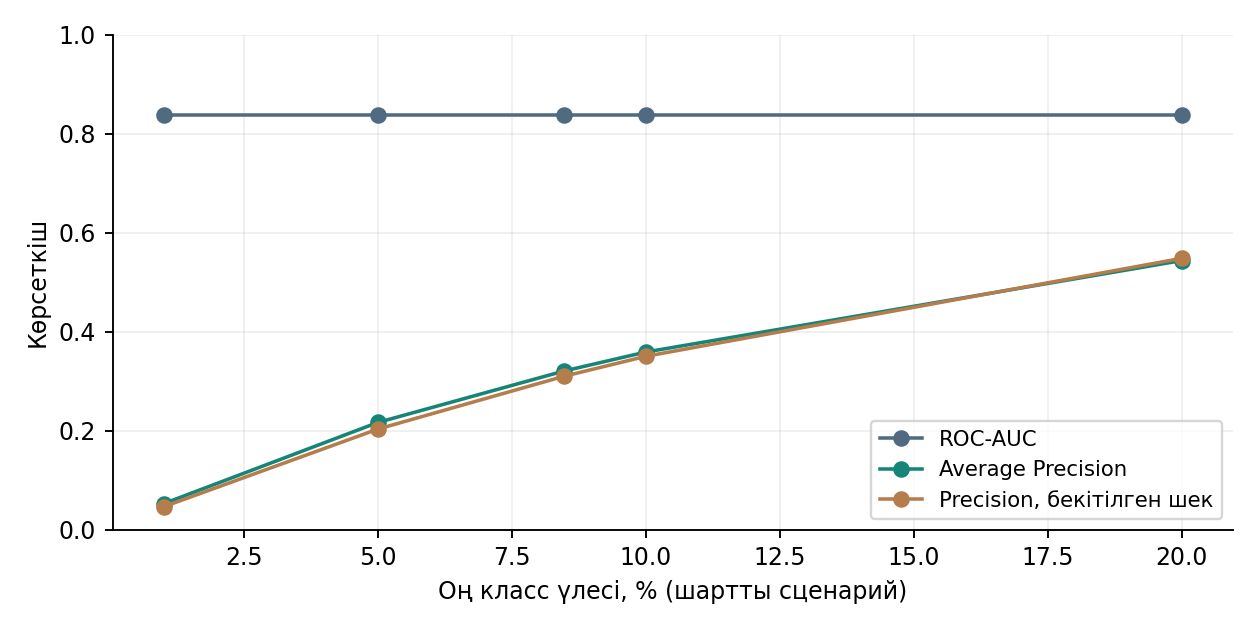 1.0
0.8
0.6
0.4
0.2
0.0
Көрсеткіш
2.5 5.0 7.5 10.0 12.5 15.0 17.5 20.0
Оң класс үлесі, % (шартты сценарий)
ROC-AUC
Average Precision
Precision, бекітілген шек